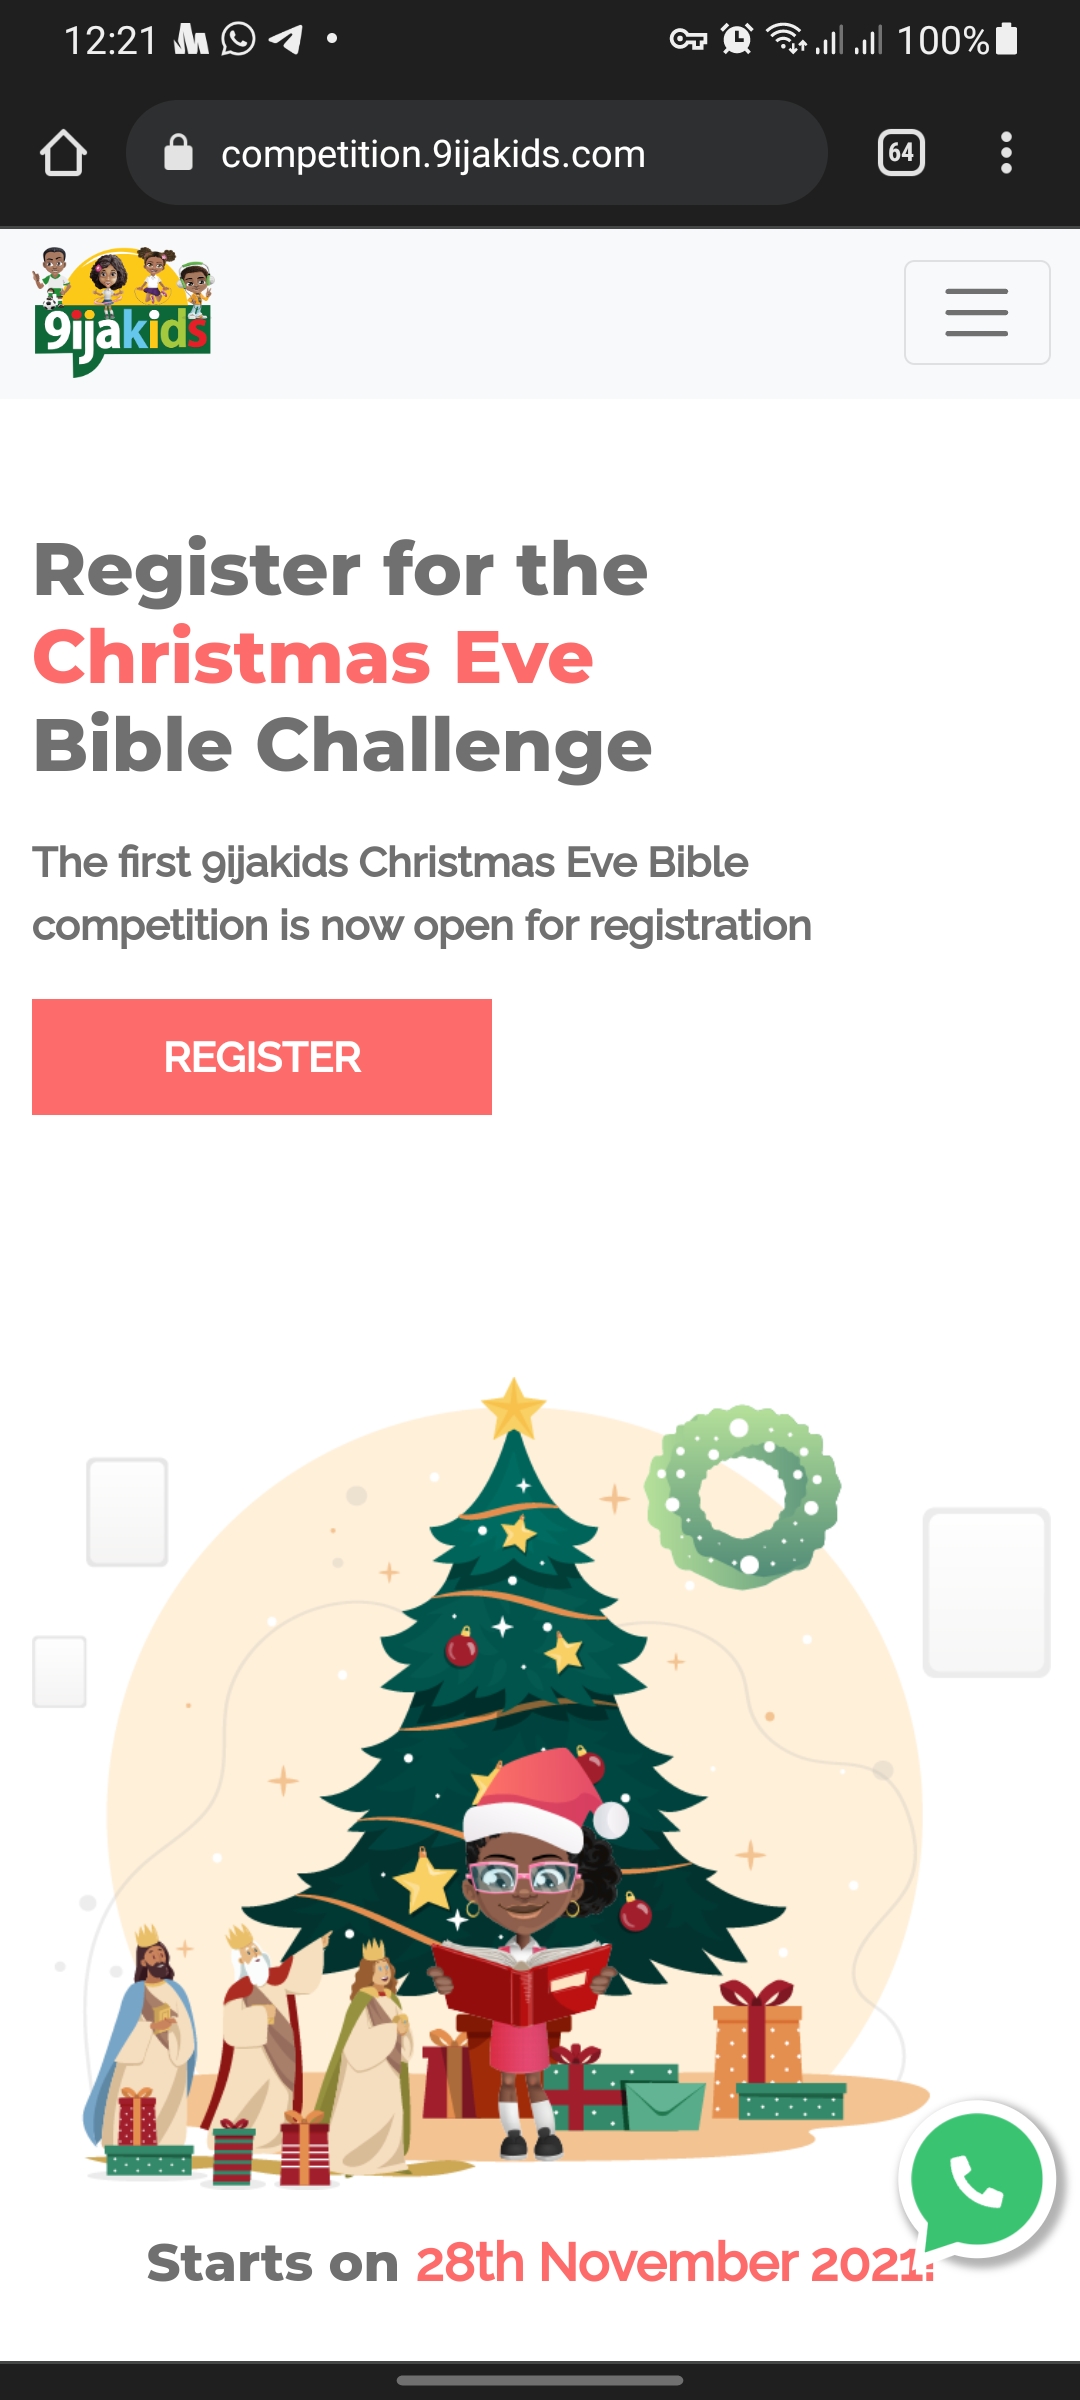 12:21
100%
competition.9ijakids.com
64
9ijakids
Register for the
Christmas Eve
Bible Challenge
The first 9ijakids Christmas Eve Bible
competition is now open for registration
REGISTER
Starts on 28th November 2021!